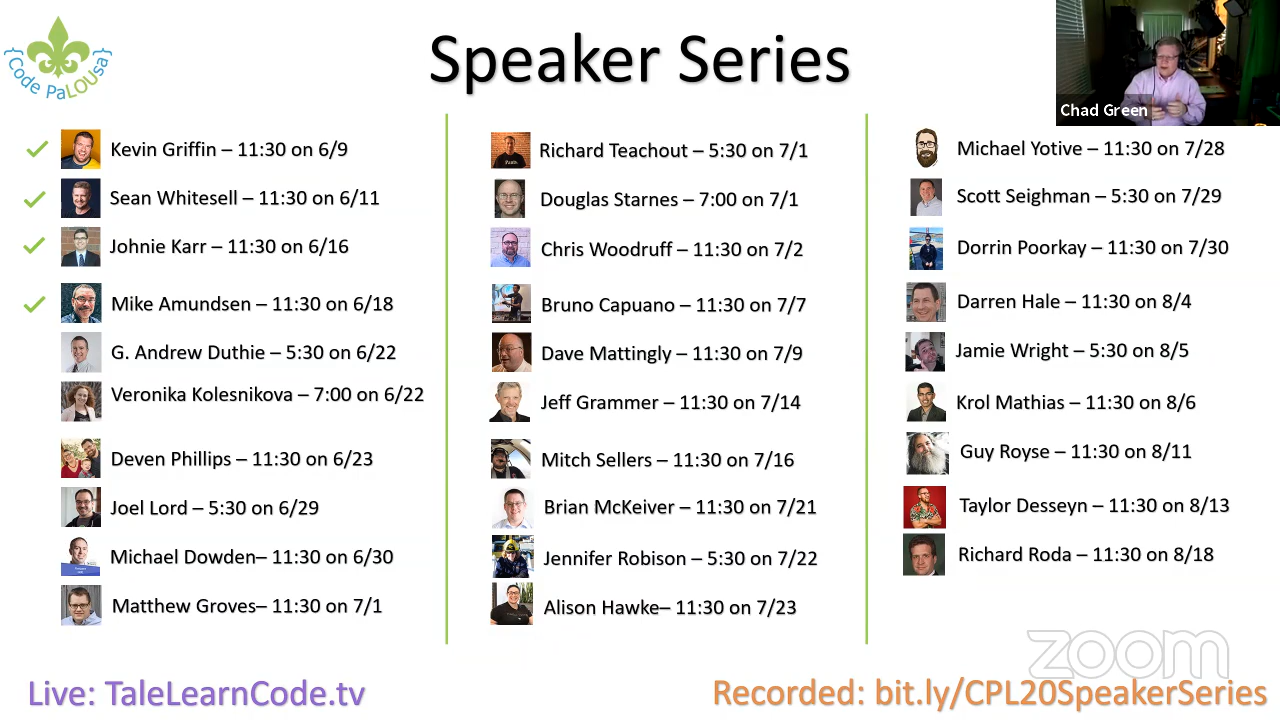 {Code PaLOUsa}
Speaker Series
Chad Green
Kevin Griffin – 11:30 on 6/9
Sean Whitesell – 11:30 on 6/11
Johnie Karr – 11:30 on 6/16
Mike Amundsen – 11:30 on 6/18
G. Andrew Duthie – 5:30 on 6/22
Veronika Kolesnikova – 7:00 on 6/22
Deven Phillips – 11:30 on 6/23
Joel Lord – 5:30 on 6/29
Michael Dowden– 11:30 on 6/30
Matthew Groves– 11:30 on 7/1
Richard Teachout – 5:30 on 7/1
Douglas Starnes – 7:00 on 7/1
Chris Woodruff – 11:30 on 7/2
Bruno Capuano – 11:30 on 7/7
Dave Mattingly – 11:30 on 7/9
Jeff Grammer – 11:30 on 7/14
Mitch Sellers – 11:30 on 7/16
Brian McKeiver – 11:30 on 7/21
Jennifer Robison – 5:30 on 7/22
Alison Hawke– 11:30 on 7/23
Michael Yotive – 11:30 on 7/28
Scott Seighman – 5:30 on 7/29
Dorrin Poorkay – 11:30 on 7/30
Darren Hale – 11:30 on 8/4
Jamie Wright – 5:30 on 8/5
Krol Mathias – 11:30 on 8/6
Guy Royse – 11:30 on 8/11
Taylor Desseyn – 11:30 on 8/13
Richard Roda – 11:30 on 8/18
zoom
Live: TaleLearnCode.tv
Recorded: bit.ly/CPL20SpeakerSeries